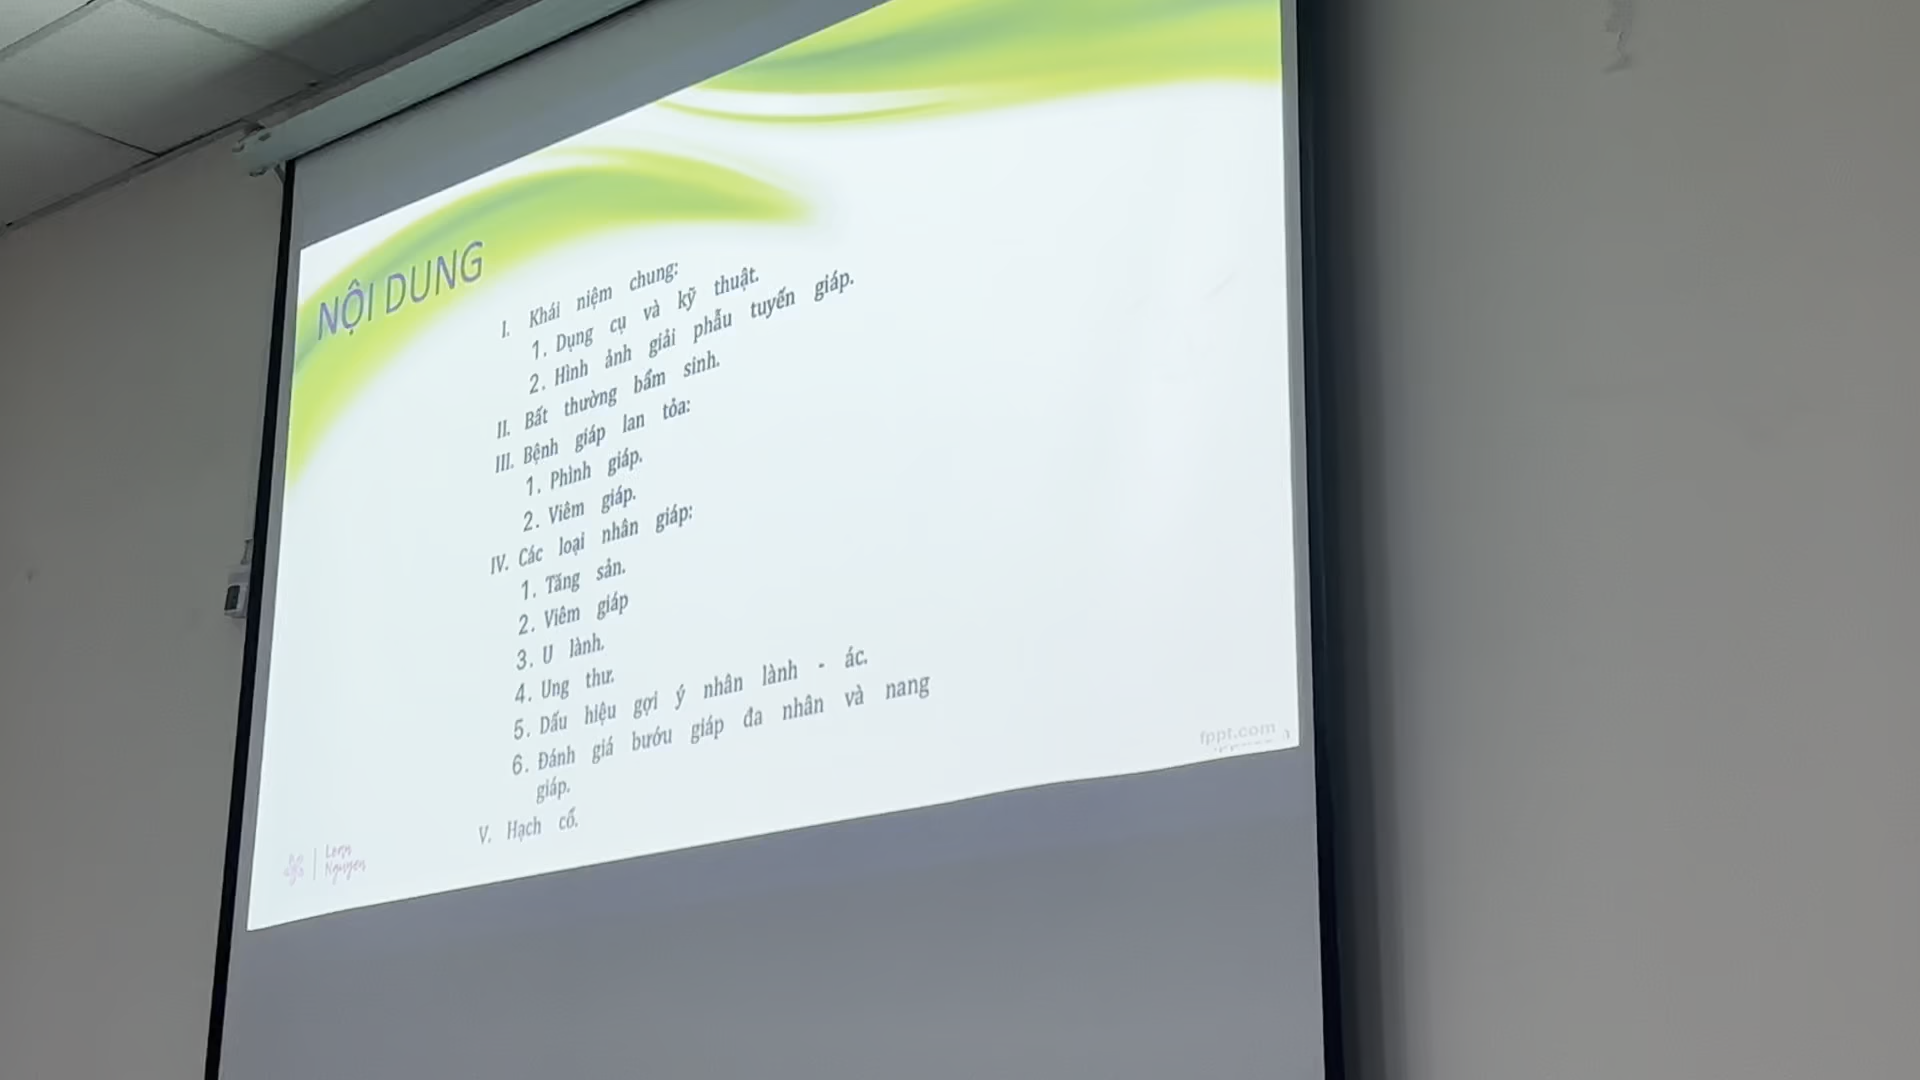 NỘI DUNG
I. Khái niệm chung:
1. Dụng cụ và kỹ thuật.
2. Hình ảnh giải phẫu tuyến giáp.
II. Bất thường bẩm sinh.
III. Bệnh giáp lan tỏa:
1. Phình giáp.
2. Viêm giáp.
IV. Các loại nhân giáp:
1. Tăng sản.
2. Viêm giáp
3. U lành.
4. Ung thư.
5. Dấu hiệu gợi ý nhân lành - ác.
6. Đánh giá bướu giáp đa nhân và nang
giáp.
V. Hạch cổ.
Loan
Nguyen
fppt.com